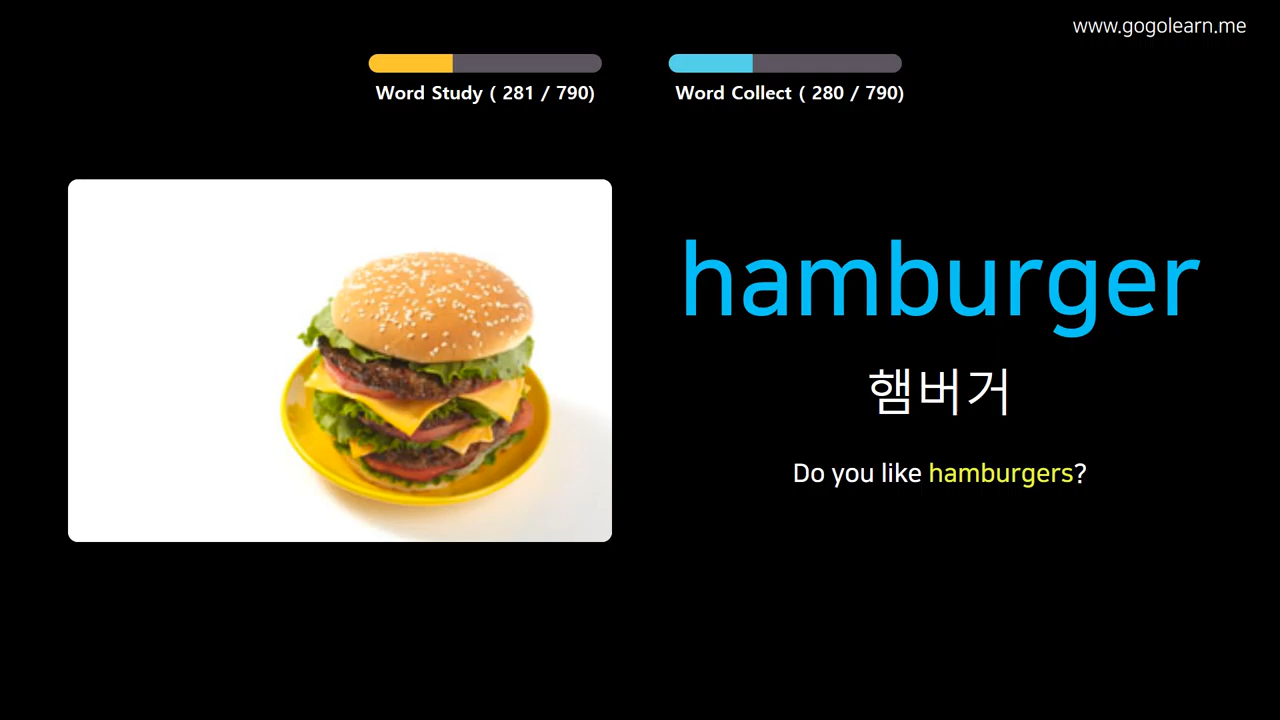 www.gogolearn.me
Word Study ( 281 / 790)
Word Collect ( 280 / 790)
hamburger
햄버거
Do you like hamburgers?